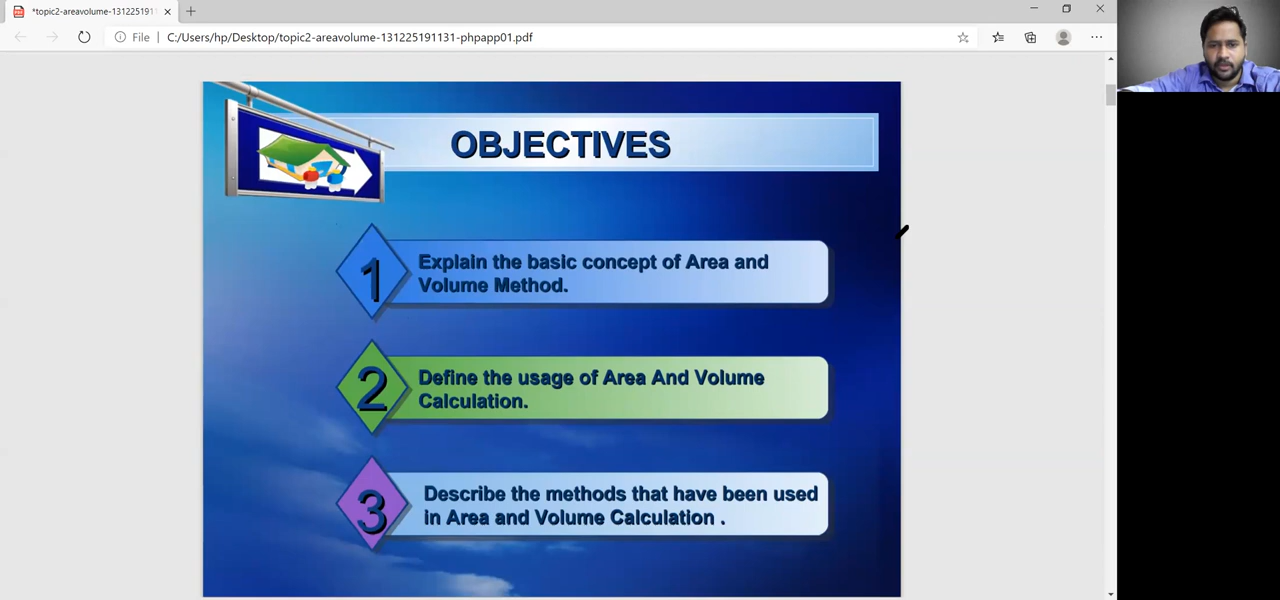 *topic2-areavolume-1312251911
File
C:/Users/hp/Desktop/topic2-areavolume-131225191131-phpapp01.pdf
OBJECTIVES
1
Explain the basic concept of Area and
Volume Method.
2
Define the usage of Area And Volume
Calculation.
3
Describe the methods that have been used
in Area and Volume Calculation .